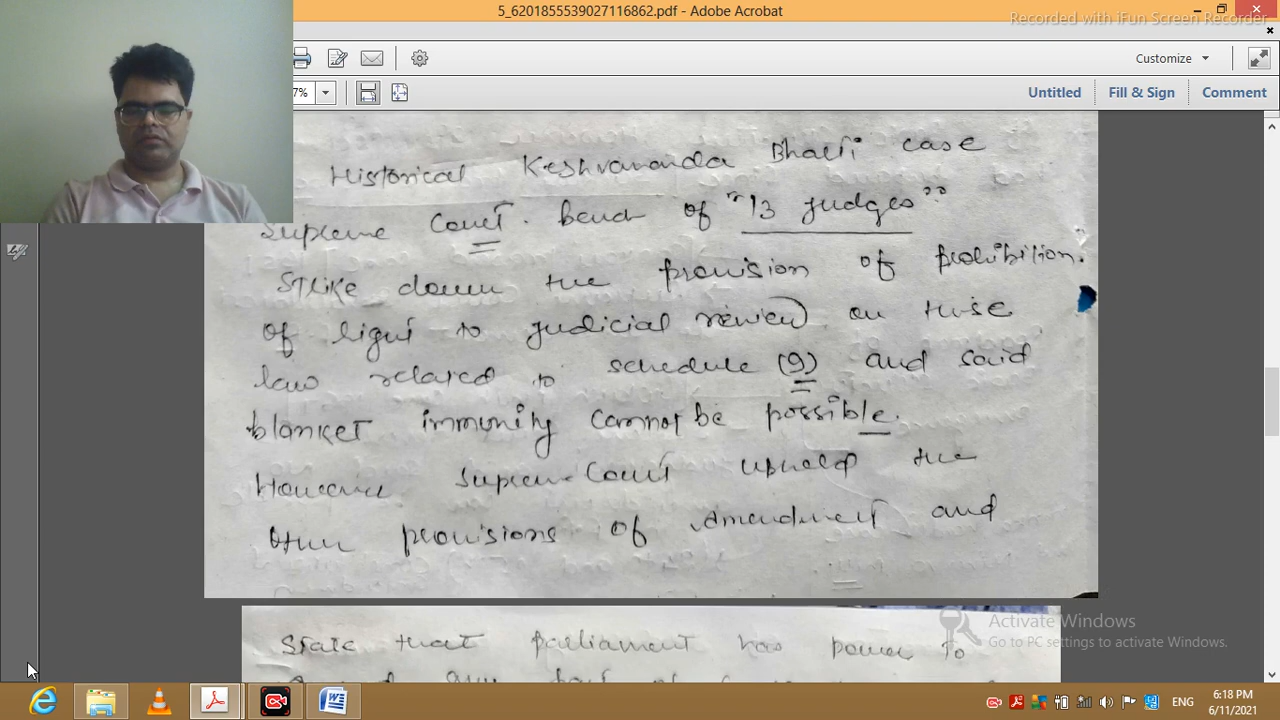 5_6201855539027116862.pdf - Adobe Acrobat
Recorded with iFun Screen Recorder
Customize
7%
Untitled Fill & Sign Comment
Historical Keshvananda Bharti case
Supreme Court. bench of "13 judges"
Strike down the provision of prohibition.
of right to judicial review on those
law related to schedule (9) and said
blanket immunity cannot be possible.
However Supreme Court upheld the
other provisions of Amendment and
State that parliament has power to
Activate Windows
Go to PC settings to activate Windows.
ENG
6:18 PM
6/11/2021